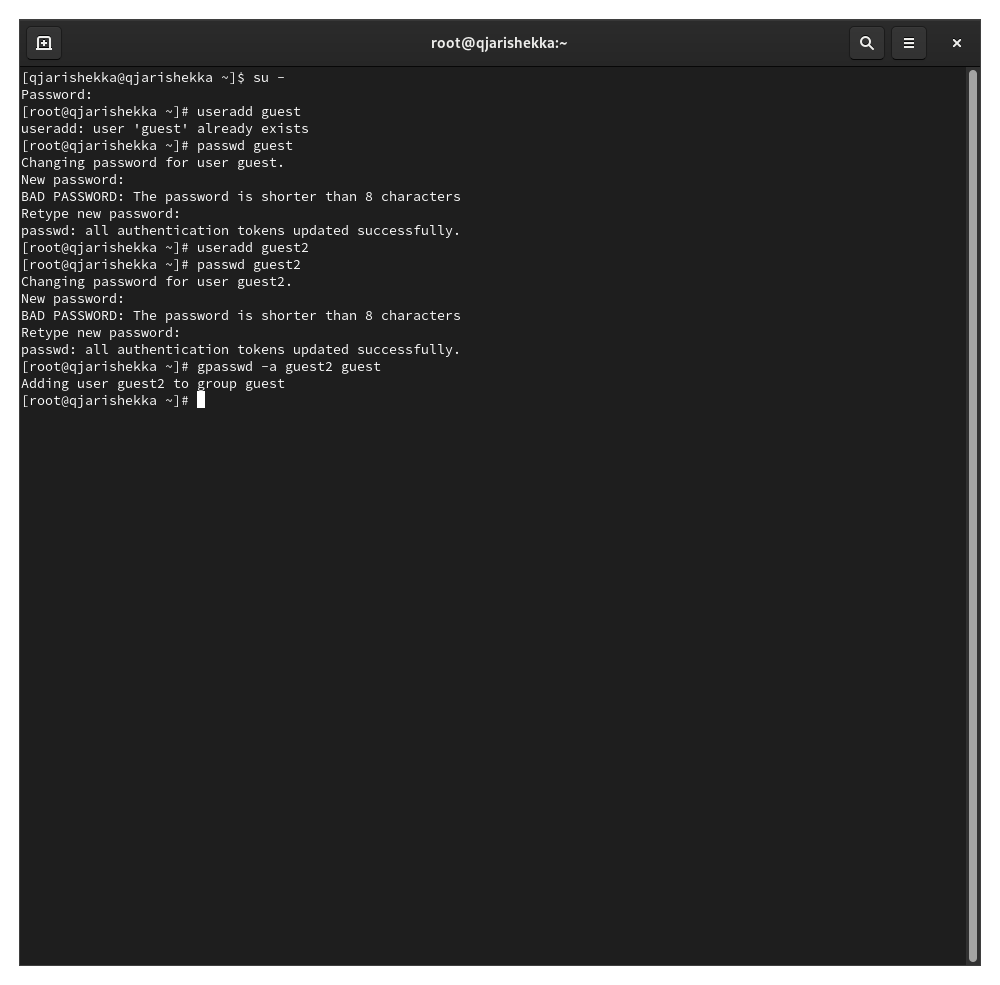 root@qjarishekka:~
[qjarishekka@qjarishekka ~]$ su -
Password:
[root@qjarishekka ~]# useradd guest
useradd: user 'guest' already exists
[root@qjarishekka ~]# passwd guest
Changing password for user guest.
New password:
BAD PASSWORD: The password is shorter than 8 characters
Retype new password:
passwd: all authentication tokens updated successfully.
[root@qjarishekka ~]# useradd guest2
[root@qjarishekka ~]# passwd guest2
Changing password for user guest2.
New password:
BAD PASSWORD: The password is shorter than 8 characters
Retype new password:
passwd: all authentication tokens updated successfully.
[root@qjarishekka ~]# gpasswd -a guest2 guest
Adding user guest2 to group guest
[root@qjarishekka ~]#